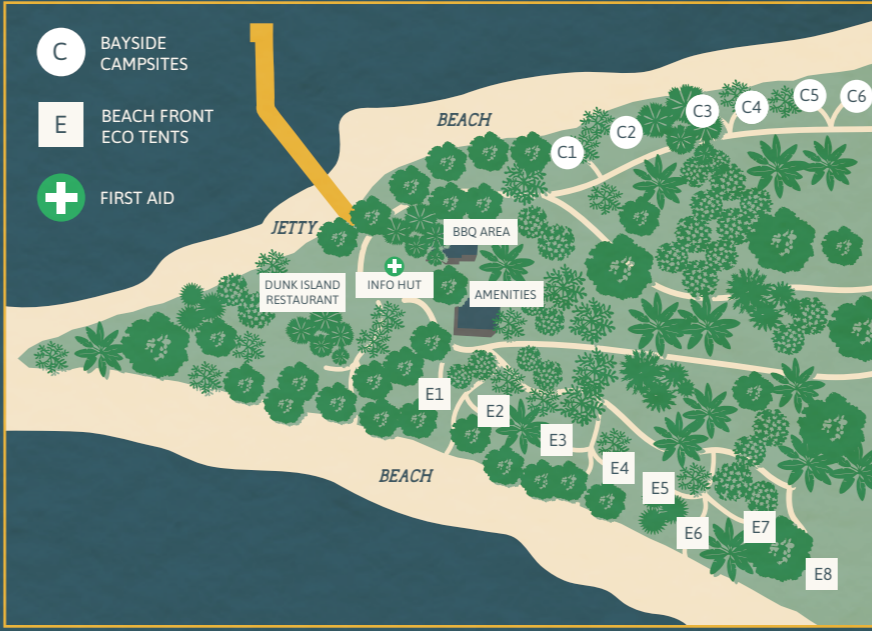 C
BAYSIDE
CAMPSITES
E
BEACH FRONT
ECO TENTS
FIRST AID
BEACH
C1
C2
C3
C4
C5
C6
JETTY
BBQ AREA
DUNK ISLAND
RESTAURANT
INFO HUT
AMENITIES
E1
E2
E3
E4
E5
E6
E7
E8
BEACH